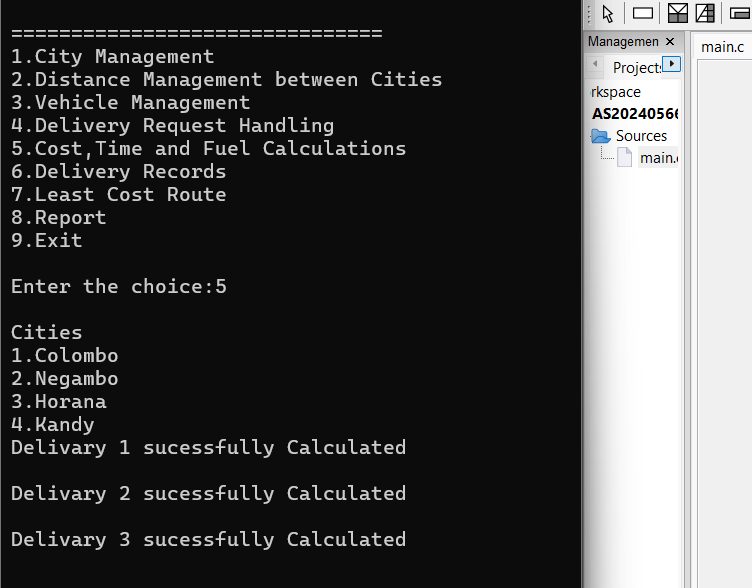 ===============================
1.City Management
2.Distance Management between Cities
3.Vehicle Management
4.Delivery Request Handling
5.Cost,Time and Fuel Calculations
6.Delivery Records
7.Least Cost Route
8.Report
9.Exit
Enter the choice:5
Cities
1.Colombo
2.Negambo
3.Horana
4.Kandy
Delivary 1 sucessfully Calculated
Delivary 2 sucessfully Calculated
Delivary 3 sucessfully Calculated
Managemen
Project
rkspace
AS2024056
Sources
main.
main.c